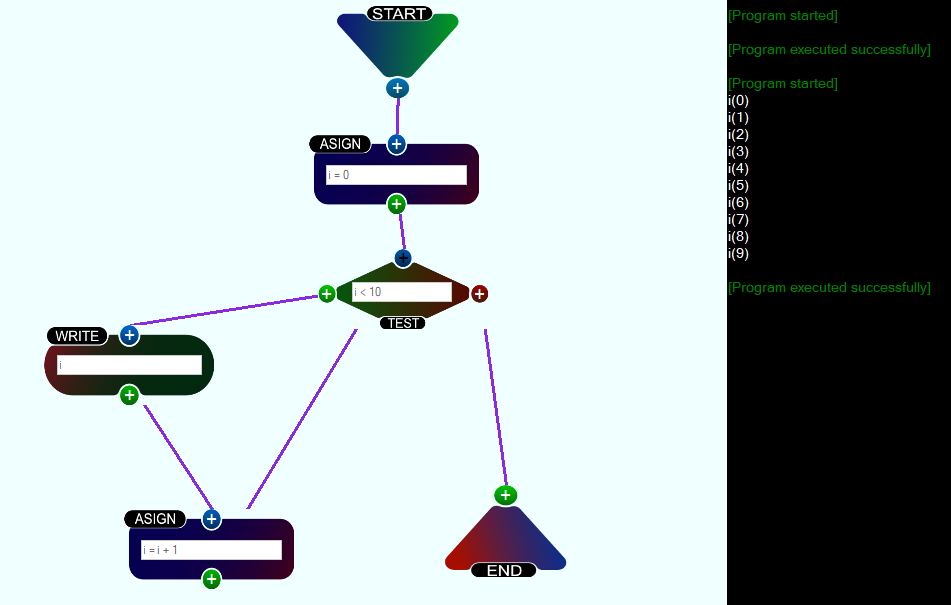 START
ASIGN
i = 0
i < 10
TEST
WRITE
i
ASIGN
i = i + 1
END
[Program started]
[Program executed successfully]
[Program started]
i(0)
i(1)
i(2)
i(3)
i(4)
i(5)
i(6)
i(7)
i(8)
i(9)
[Program executed successfully]